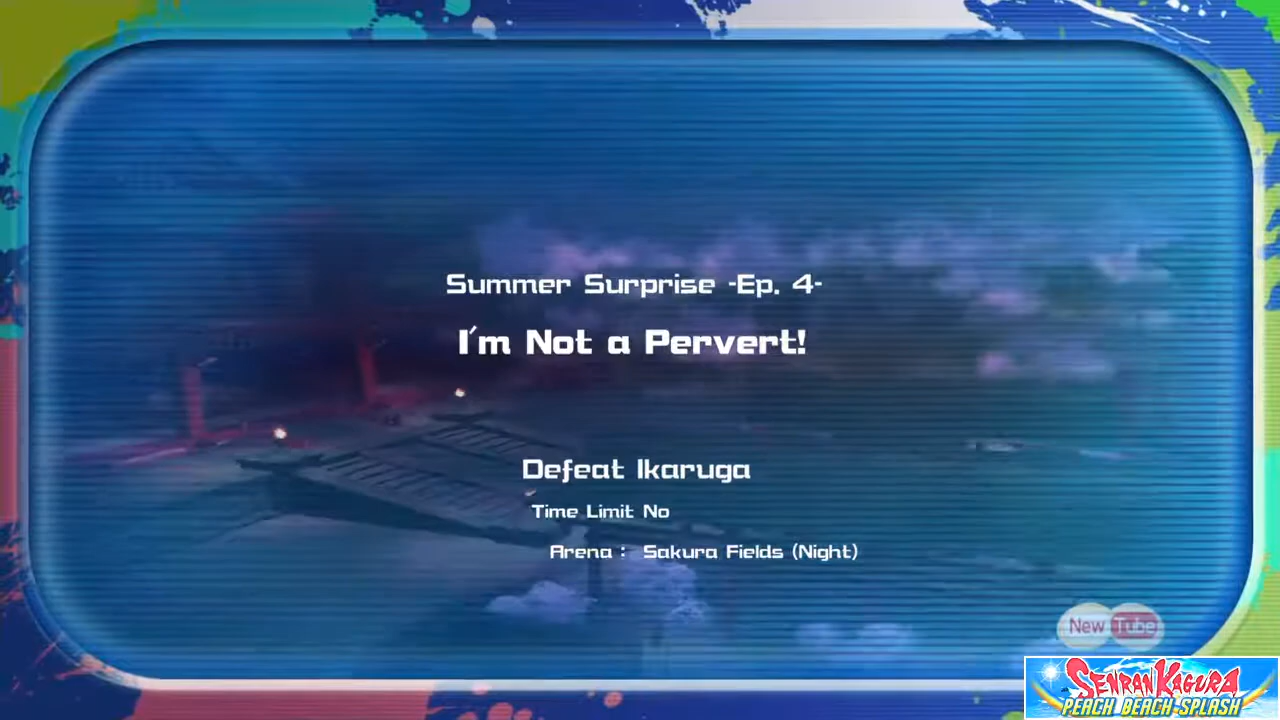 Summer Surprise -Ep. 4-
I'm Not a Pervert!
Defeat Ikaruga
Time Limit No
Arena : Sakura Fields (Night)
New Tube
SENRAN KAGURA
PEACH BEACH SPLASH